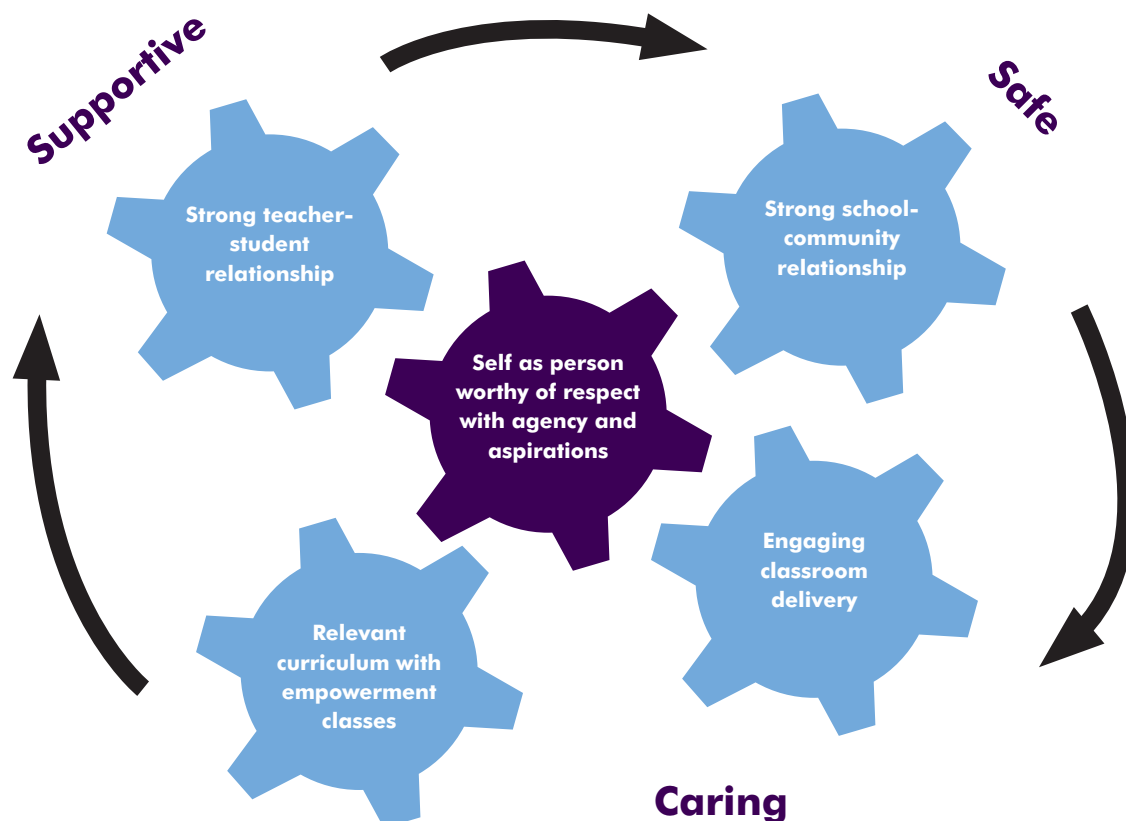 Supportive
Safe
Strong teacher-
student
relationship
Strong school-
community
relationship
Self as person
worthy of respect
with agency and
aspirations
Engaging
classroom
delivery
Relevant
curriculum with
empowerment
classes
Caring